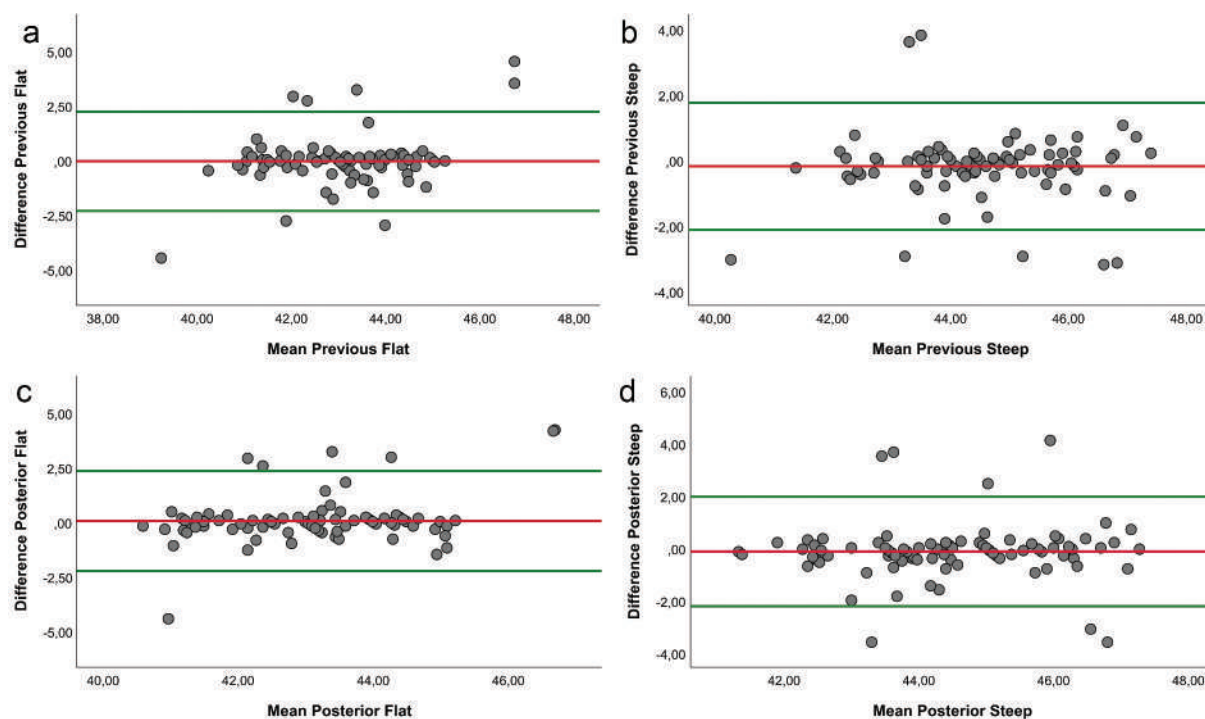 a
Difference Previous Flat
5,00
2,50
,00
-2,50
-5,00
38,00 40,00 42,00 44,00 46,00 48,00
Mean Previous Flat
b
Difference Previous Steep
4,00
2,00
,00
-2,00
-4,00
40,00 42,00 44,00 46,00 48,00
Mean Previous Steep
c
Difference Posterior Flat
5,00
2,50
,00
-2,50
-5,00
40,00 42,00 44,00 46,00
Mean Posterior Flat
d
Difference Posterior Steep
6,00
4,00
2,00
,00
-2,00
-4,00
42,00 44,00 46,00 48,00
Mean Posterior Steep